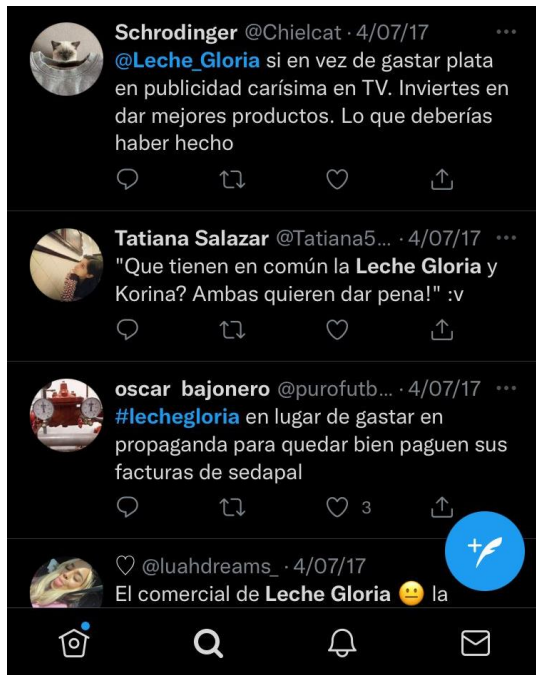 Schrodinger @Chielcat · 4/07/17
@Leche_Gloria si en vez de gastar plata
en publicidad carísima en TV. Inviertes en
dar mejores productos. Lo que deberías
haber hecho
Tatiana Salazar @Tatiana5... · 4/07/17
"Que tienen en común la Leche Gloria y
Korina? Ambas quieren dar pena!" :v
oscar bajonero @purofutb... · 4/07/17
#lechegloria en lugar de gastar en
propaganda para quedar bien paguen sus
facturas de sedapal
3
♡ @luahdreams_ · 4/07/17
El comercial de Leche Gloria 😐 la